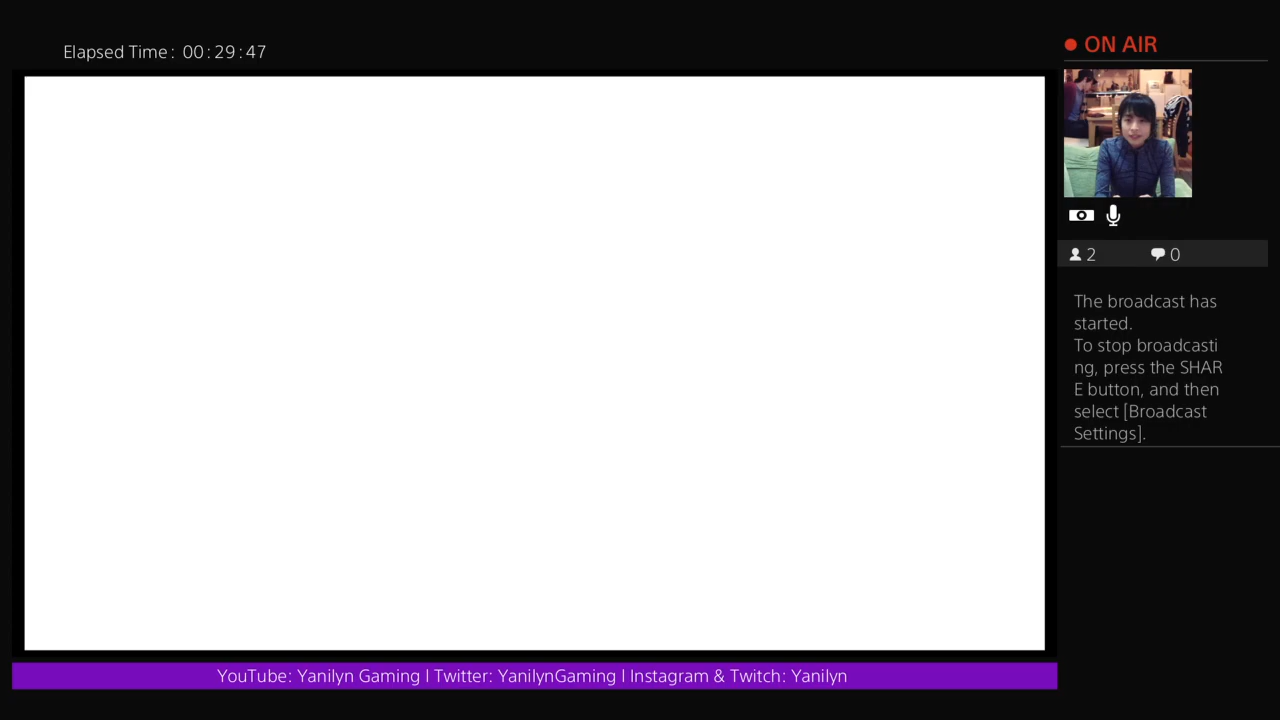 Elapsed Time: 00:29:47
ON AIR
2 0
The broadcast has
started.
To stop broadcasti
ng, press the SHAR
E button, and then
select [Broadcast
Settings].
YouTube: Yanilyn Gaming | Twitter: YanilynGaming | Instagram & Twitch: Yanilyn